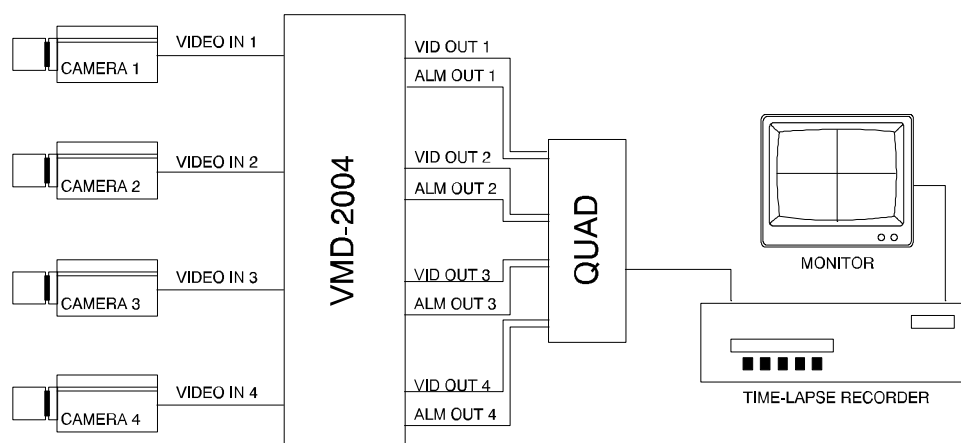 VIDEO IN 1
CAMERA 1
VIDEO IN 2
CAMERA 2
VIDEO IN 3
CAMERA 3
VIDEO IN 4
CAMERA 4
VMD-2004
VID OUT 1
ALM OUT 1
VID OUT 2
ALM OUT 2
VID OUT 3
ALM OUT 3
VID OUT 4
ALM OUT 4
QUAD
MONITOR
TIME-LAPSE RECORDER